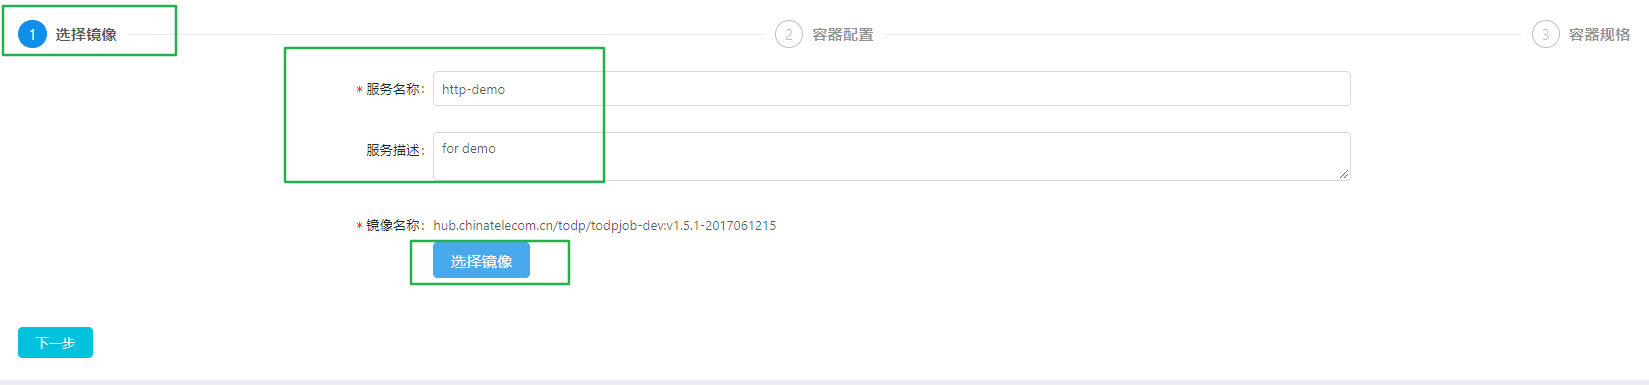 1 选择镜像 2 容器配置 3 容器规格
* 服务名称: http-demo
服务描述: for demo
* 镜像名称: hub.chinatelecom.cn/todp/todpjob-dev:v1.5.1-2017061215
选择镜像
下一步